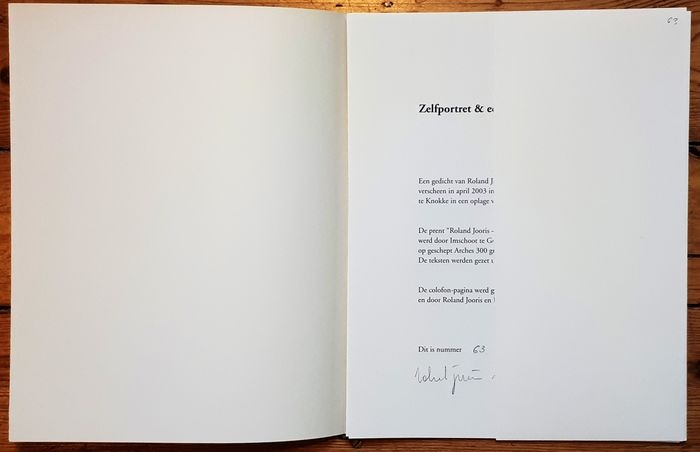 63
Zelfportret & e
Een gedicht van Roland J
verscheen in april 2003 in
te Knokke in een oplage v
De prent "Roland Jooris -
werd door Imschoot te G
op geschept Arches 300 g
De teksten werden gezet
De colofon-pagina werd g
en door Roland Jooris en
Dit is nummer 63